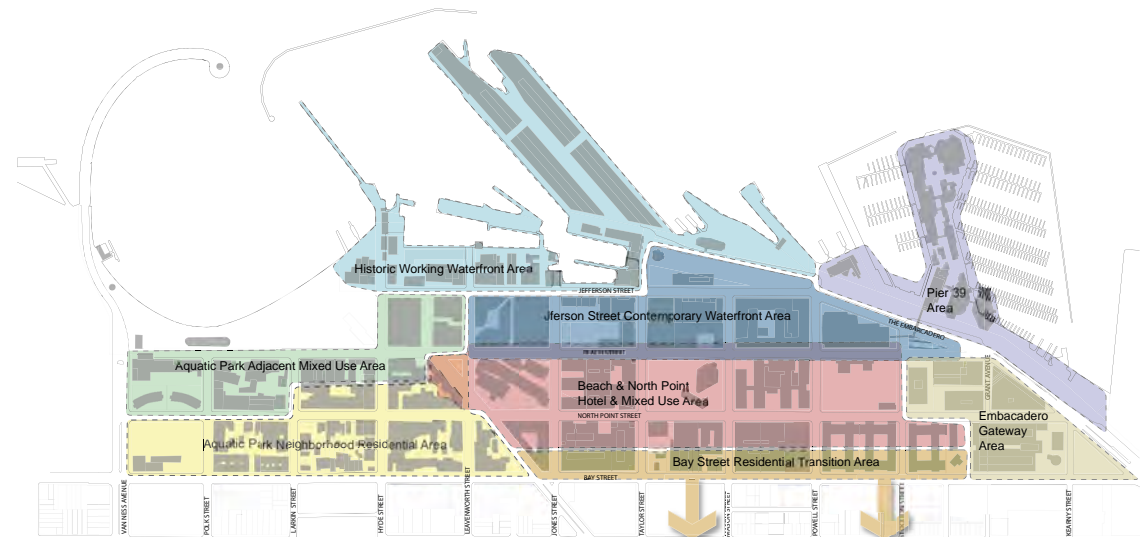 Historic Working Waterfront Area
JEFFERSON STREET
Pier 39
Area
Jferson Street Contemporary Waterfront Area
THE EMBARCADERO
BEACH STREET
Aquatic Park Adjacent Mixed Use Area
Beach & North Point
Hotel & Mixed Use Area
GRANT AVENUE
NORTH POINT STREET
Embacadero
Gateway
Area
Aquatic Park Neighborhood Residential Area
Bay Street Residential Transition Area
BAY STREET
VAN NESS AVENUE
POLK STREET
LARKIN STREET
HYDE STREET
LEAVENWORTH STREET
JONES STREET
TAYLOR STREET
POWELL STREET
KEARNY STREET